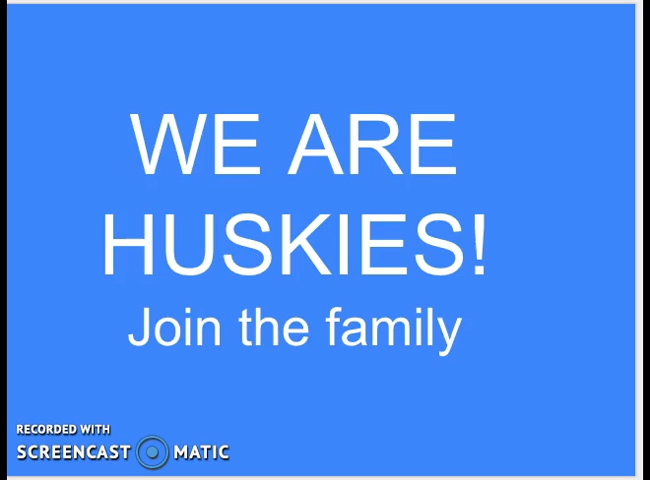 WE ARE
HUSKIES!
Join the family
RECORDED WITH
SCREENCAST MATIC